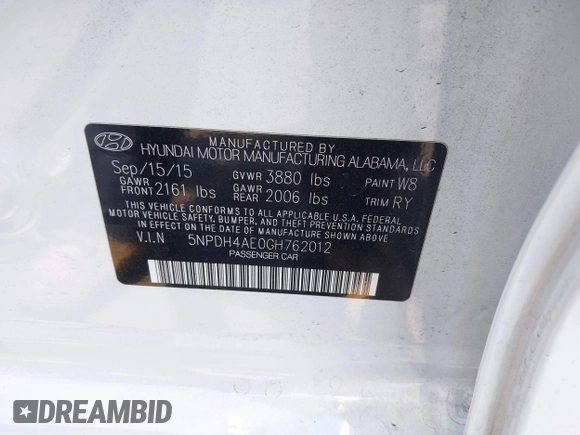 MANUFACTURED BY
HYUNDAI MOTOR MANUFACTURING ALABAMA, LLC
Sep/15/15 GVWR 3880 lbs PAINT W8
GAWR FRONT 2161 lbs GAWR REAR 2006 lbs TRIM RY
THIS VEHICLE CONFORMS TO ALL APPLICABLE U.S.A. FEDERAL
MOTOR VEHICLE SAFETY, BUMPER, AND THEFT PREVENTION STANDARDS
IN EFFECT ON THE DATE OF MANUFACTURE SHOWN ABOVE.
V.I.N 5NPDH4AE0GH762012
PASSENGER CAR
DREAMBID